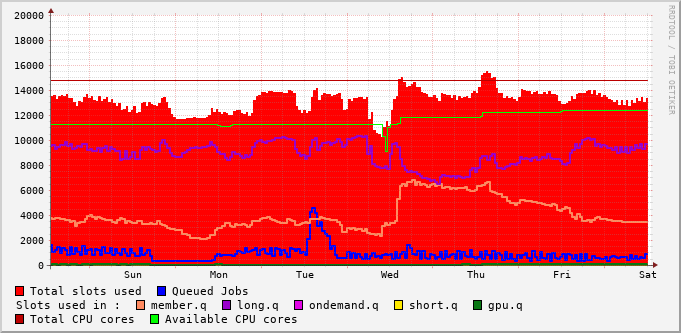 20000
18000
16000
14000
12000
10000
8000
6000
4000
2000
0
Sun Mon Tue Wed Thu Fri Sat
RRDTOOL / TOBI OETIKER
Total slots used Queued Jobs
Slots used in : member.q long.q ondemand.q short.q gpu.q
Total CPU cores Available CPU cores